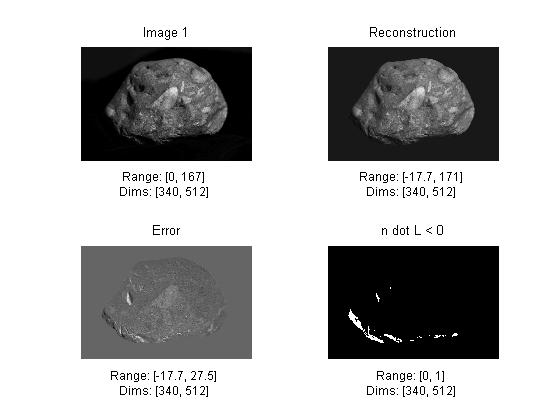 Image 1
Reconstruction
Range: [0, 167]
Dims: [340, 512]
Range: [-17.7, 171]
Dims: [340, 512]
Error
n dot L < 0
Range: [-17.7, 27.5]
Dims: [340, 512]
Range: [0, 1]
Dims: [340, 512]